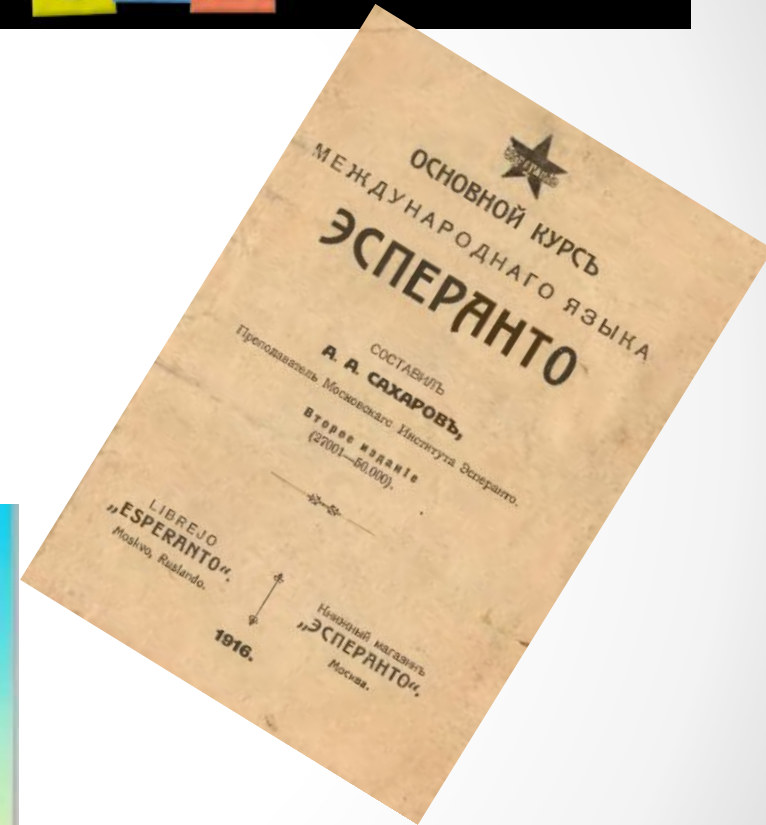 ОСНОВНОЙ КУРСЪ
МЕЖДУНАРОДНАГО ЯЗЫКА
ЭСПЕРАНТО
СОСТАВИЛЪ
А. А. САХАРОВЪ,
Преподаватель Московскаго Института Эсперанто.
Второе изданіе
(27001—50.000).
LIBREJO
„ESPERANTO“.
Moskvo, Ruslando.
1916.
Книжный магазинъ
„ЭСПЕРАНТО“,
Москва.